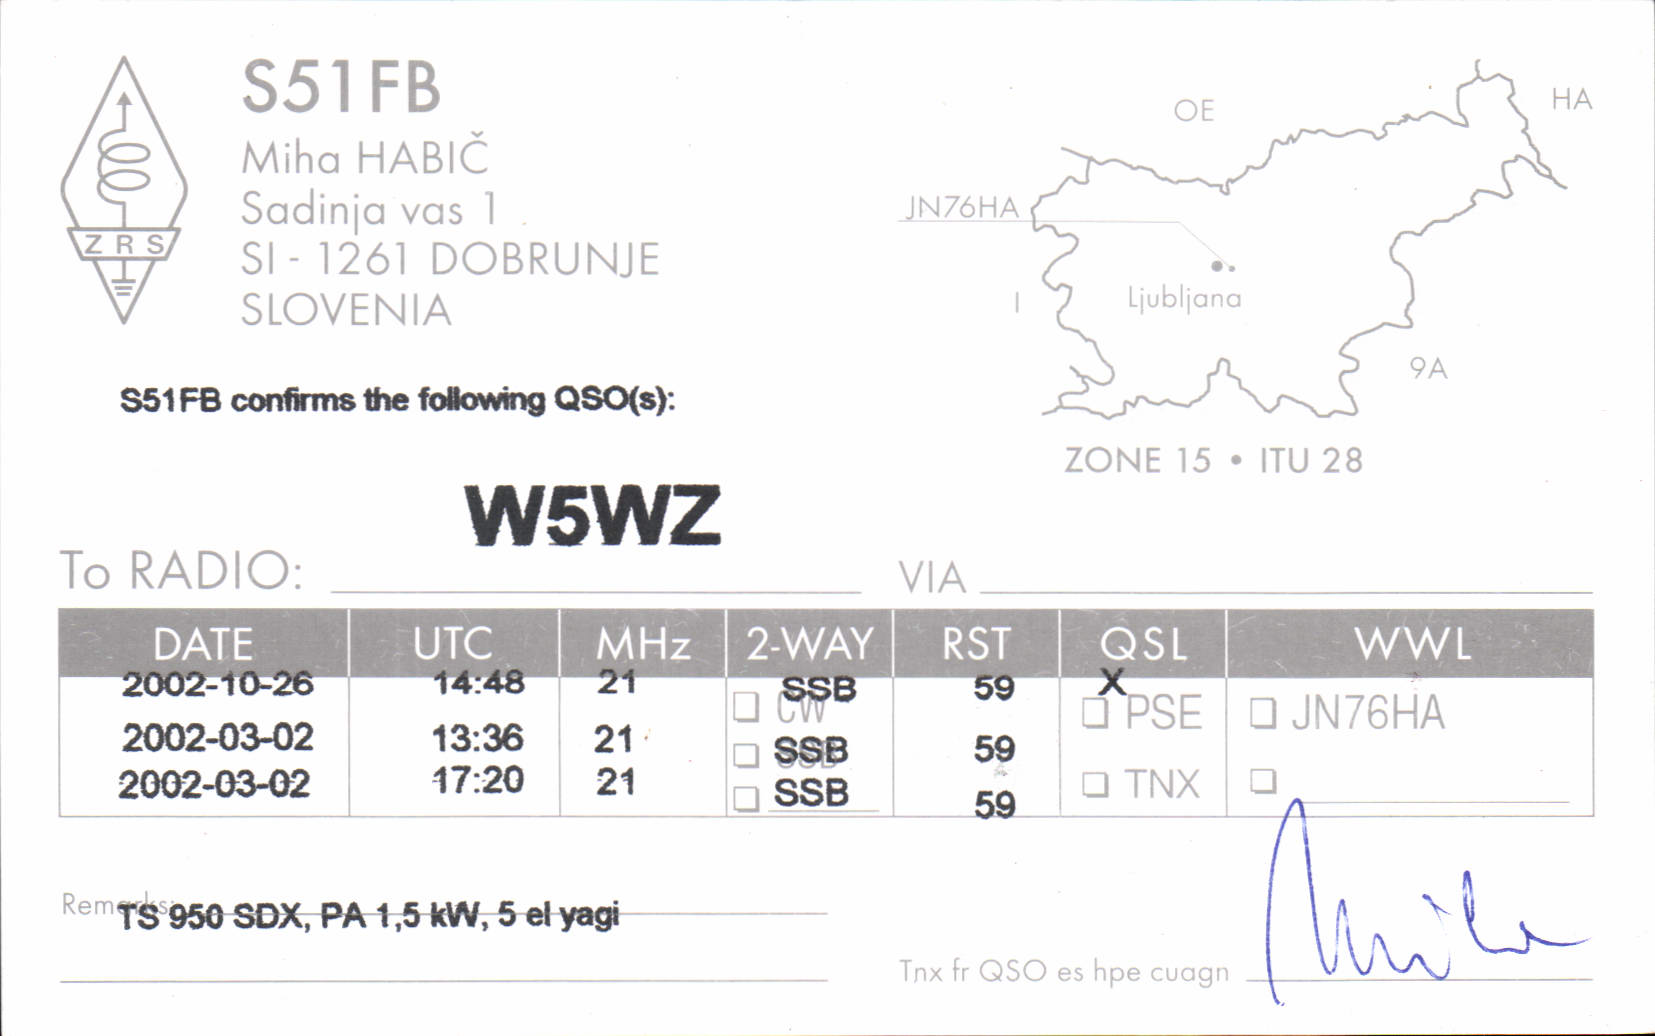 S51FB
Miha HABIČ
Sadinja vas 1
SI - 1261 DOBRUNJE
SLOVENIA
ZRS
OE
HA
JN76HA
I
Ljubljana
9A
ZONE 15 • ITU 28
S51FB confirms the following QSO(s):
W5WZ
To RADIO: VIA
DATE UTC MHz 2-WAY RST QSL WWL
2002-10-26 14:48 21 SSB 59 X
CW PSE JN76HA
2002-03-02 13:36 21 SSB 59
SSB
2002-03-02 17:20 21 SSB 59 TNX
Remarks:
TS 950 SDX, PA 1,5 kW, 5 el yagi
Tnx fr QSO es hpe cuagn
Miha